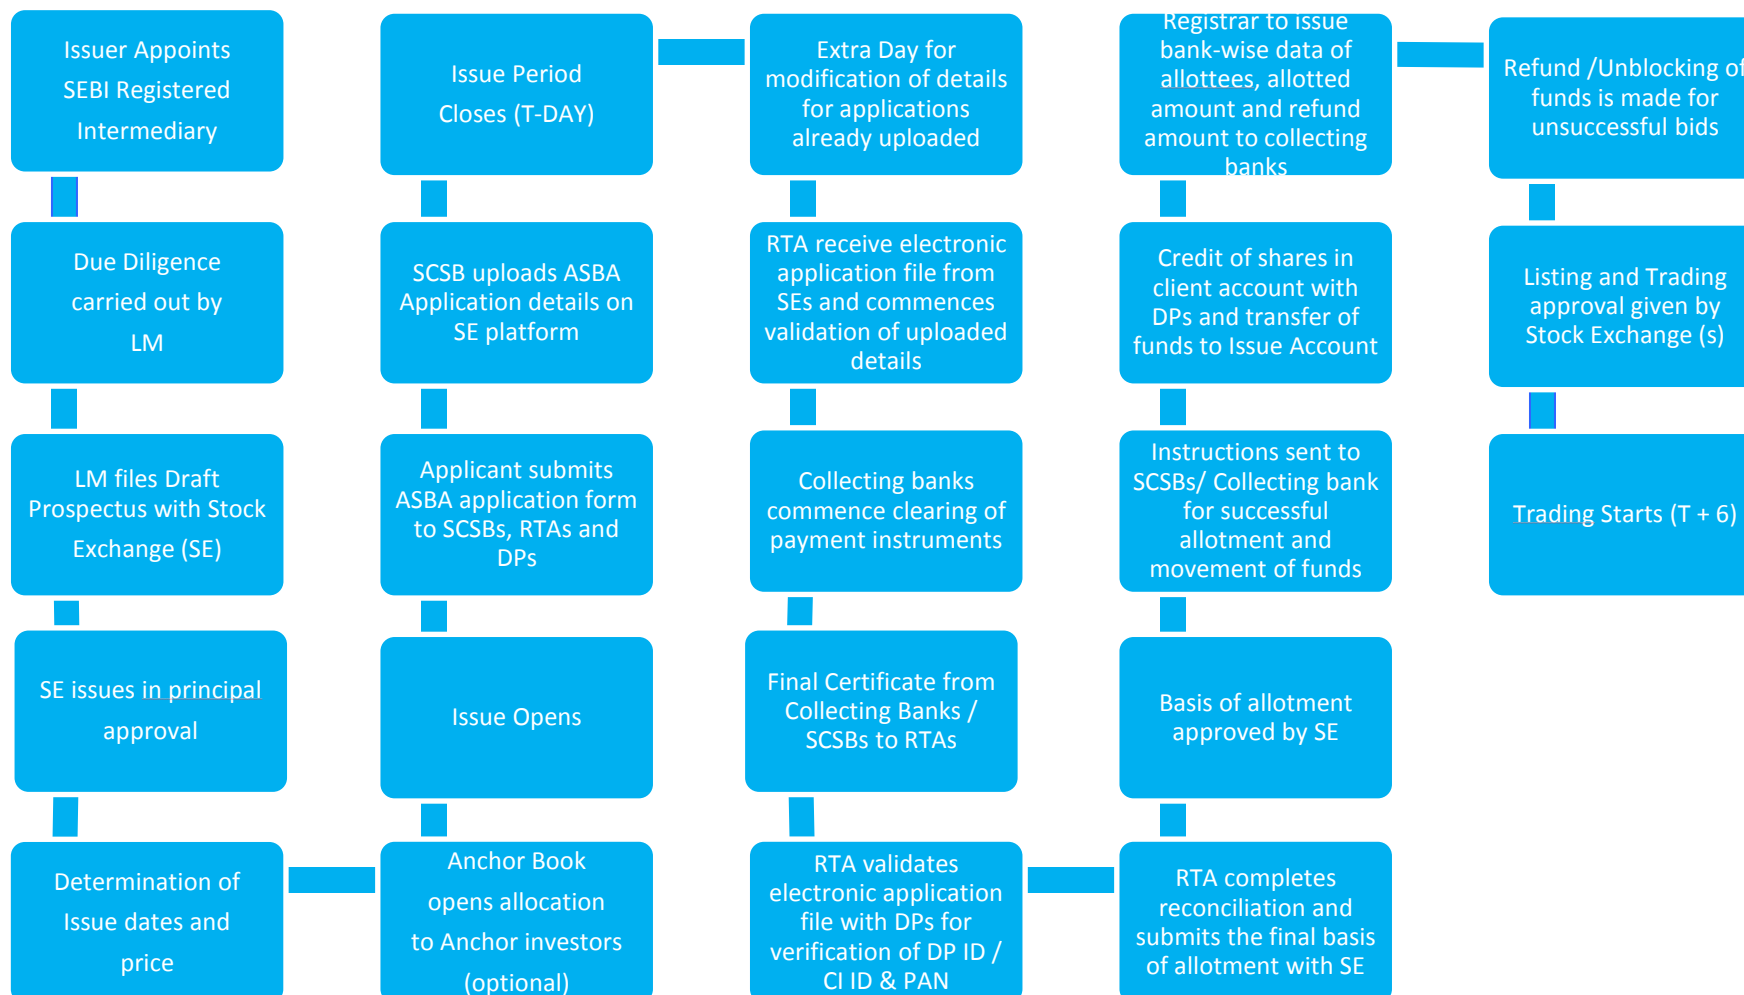 Issuer Appoints
SEBI Registered
Intermediary
Due Diligence
carried out by
LM
LM files Draft
Prospectus with Stock
Exchange (SE)
SE issues in principal
approval
Determination of
Issue dates and
price
Anchor Book
opens allocation
to Anchor investors
(optional)
Issue Opens
Applicant submits
ASBA application form
to SCSBs, RTAs and
DPs
SCSB uploads ASBA
Application details on
SE platform
Issue Period
Closes (T-DAY)
Extra Day for
modification of details
for applications
already uploaded
RTA receive electronic
application file from
SEs and commences
validation of uploaded
details
Collecting banks
commence clearing of
payment instruments
Final Certificate from
Collecting Banks /
SCSBs to RTAs
RTA validates
electronic application
file with DPs for
verification of DP ID /
CI ID & PAN
RTA completes
reconciliation and
submits the final basis
of allotment with SE
Basis of allotment
approved by SE
Instructions sent to
SCSBs/ Collecting bank
for successful
allotment and
movement of funds
Credit of shares in
client account with
DPs and transfer of
funds to Issue Account
Registrar to issue
bank-wise data of
allottees, allotted
amount and refund
amount to collecting
banks
Refund /Unblocking of
funds is made for
unsuccessful bids
Listing and Trading
approval given by
Stock Exchange (s)
Trading Starts (T + 6)